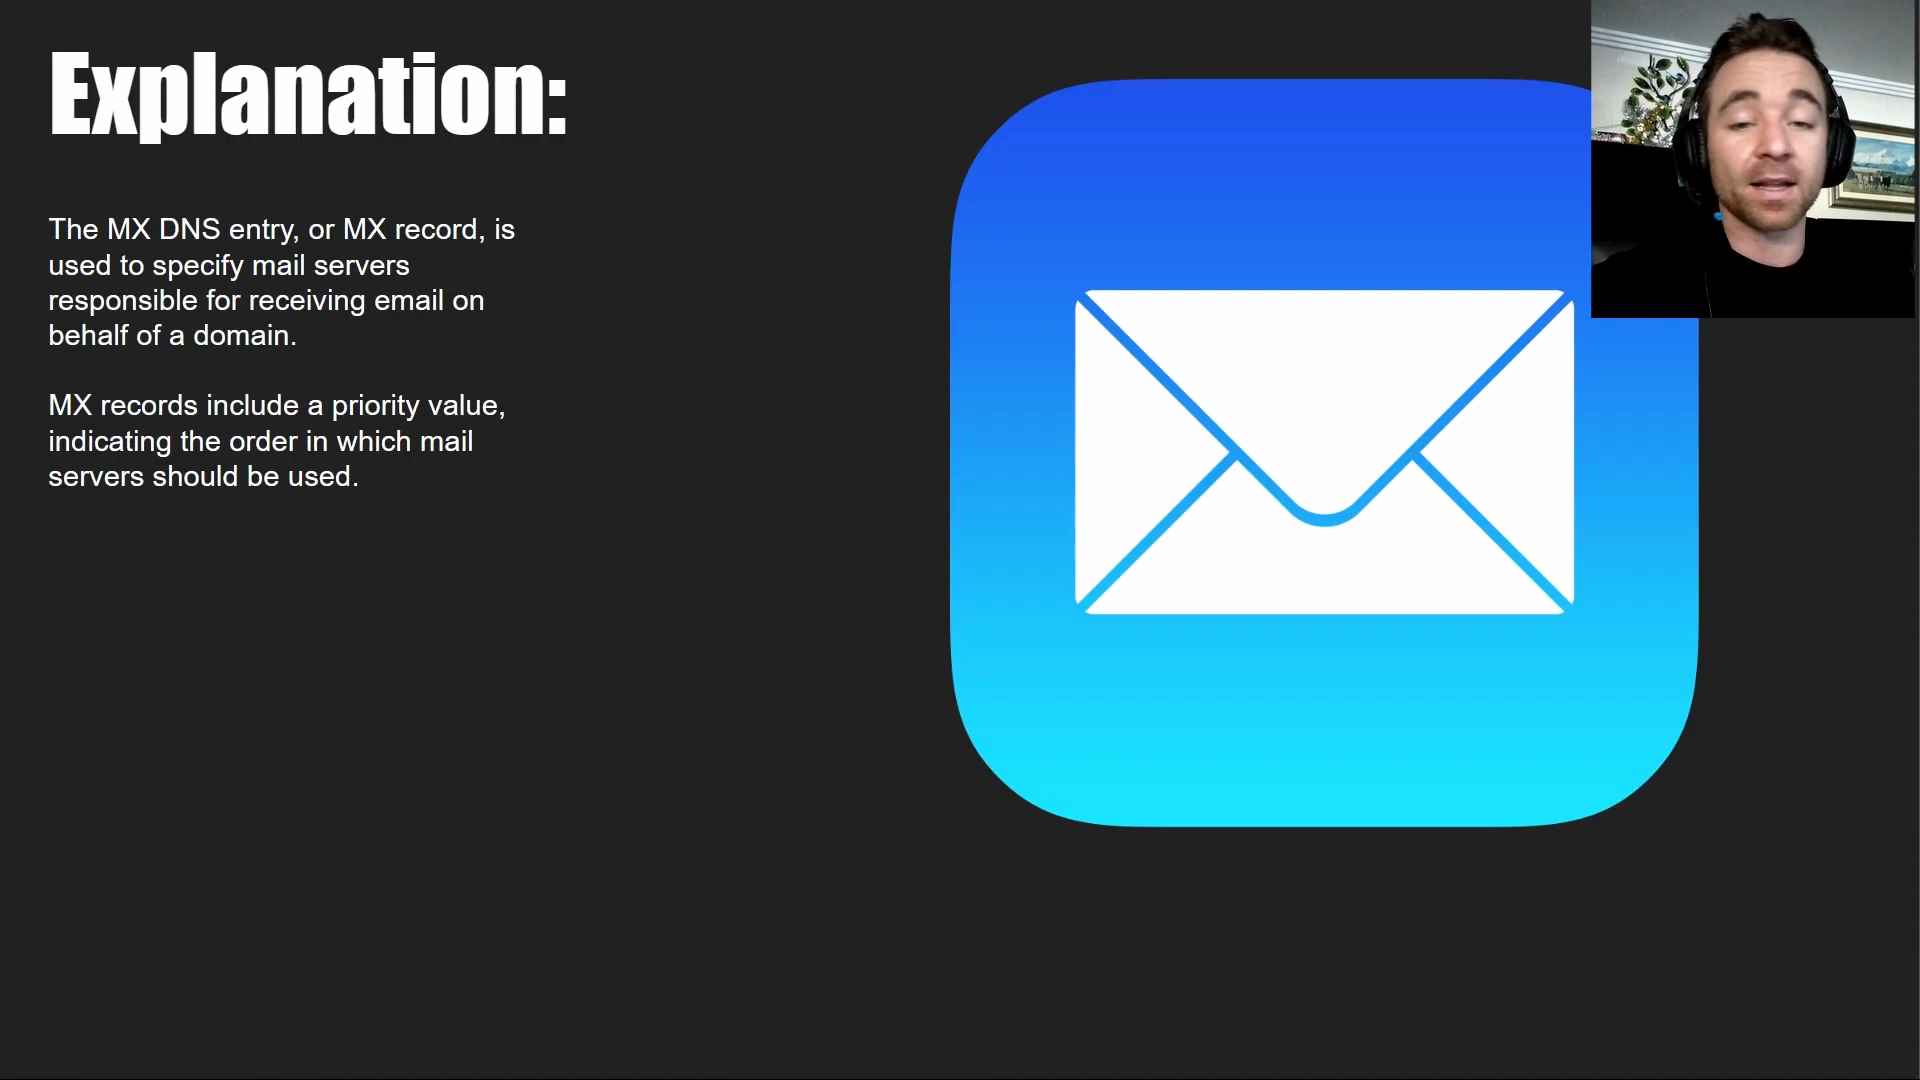 Explanation:
The MX DNS entry, or MX record, is
used to specify mail servers
responsible for receiving email on
behalf of a domain.
MX records include a priority value,
indicating the order in which mail
servers should be used.